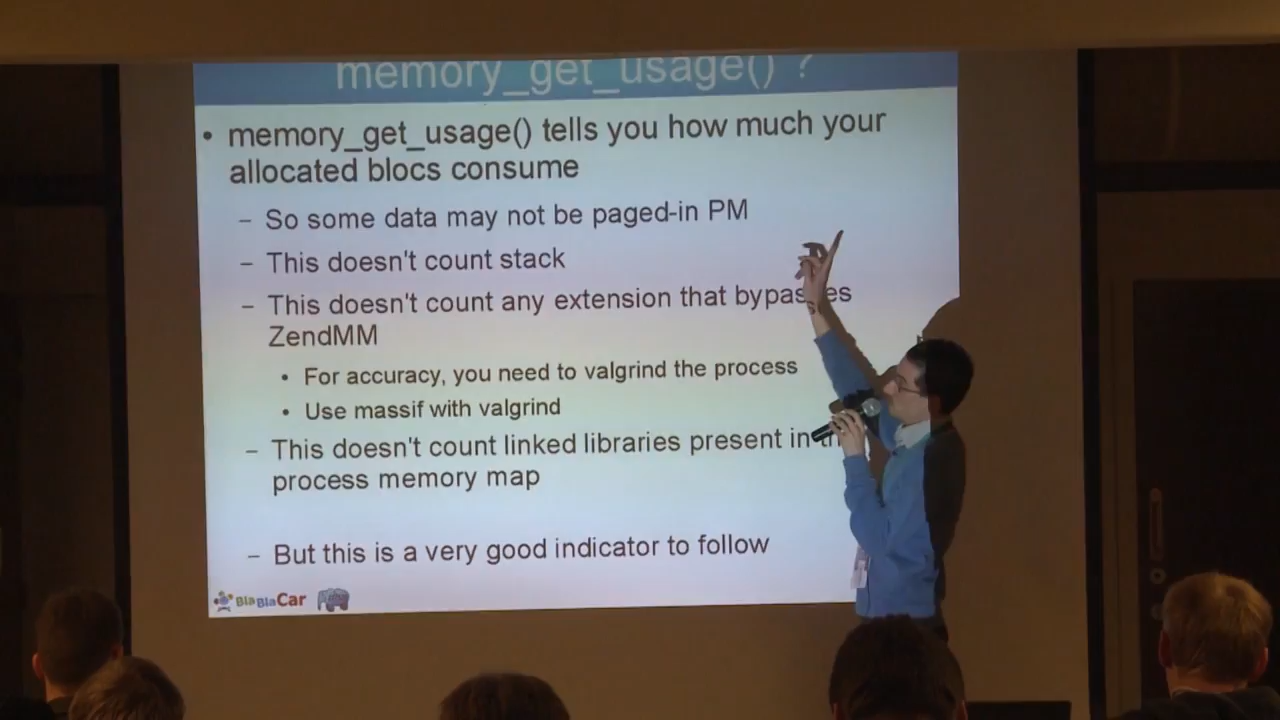 memory_get_usage() ?
• memory_get_usage() tells you how much your
allocated blocs consume
– So some data may not be paged-in PM
– This doesn't count stack
– This doesn't count any extension that bypasses
ZendMM
• For accuracy, you need to valgrind the process
• Use massif with valgrind
– This doesn't count linked libraries present in the
process memory map
– But this is a very good indicator to follow
BlaBlaCar